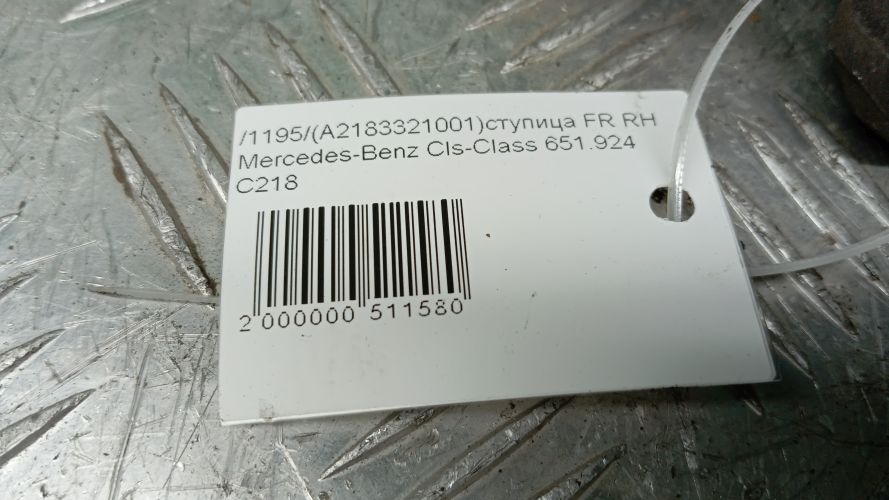 /1195/(A2183321001)ступица FR RH
Mercedes-Benz Cls-Class 651.924
C218
2 000000 511580